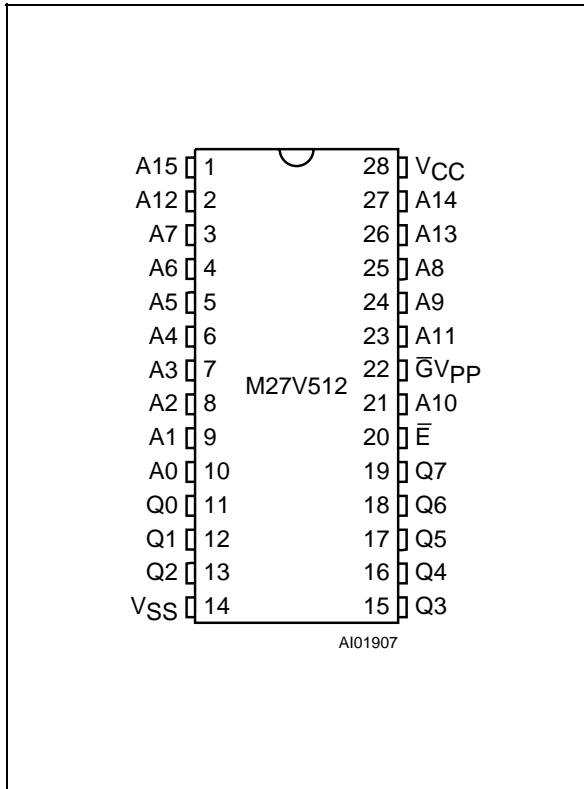 A15 1 28 VCC
A12 2 27 A14
A7 3 26 A13
A6 4 25 A8
A5 5 24 A9
A4 6 23 A11
A3 7 22 G̅VPP
M27V512
A2 8 21 A10
A1 9 20 E̅
A0 10 19 Q7
Q0 11 18 Q6
Q1 12 17 Q5
Q2 13 16 Q4
VSS 14 15 Q3
AI01907